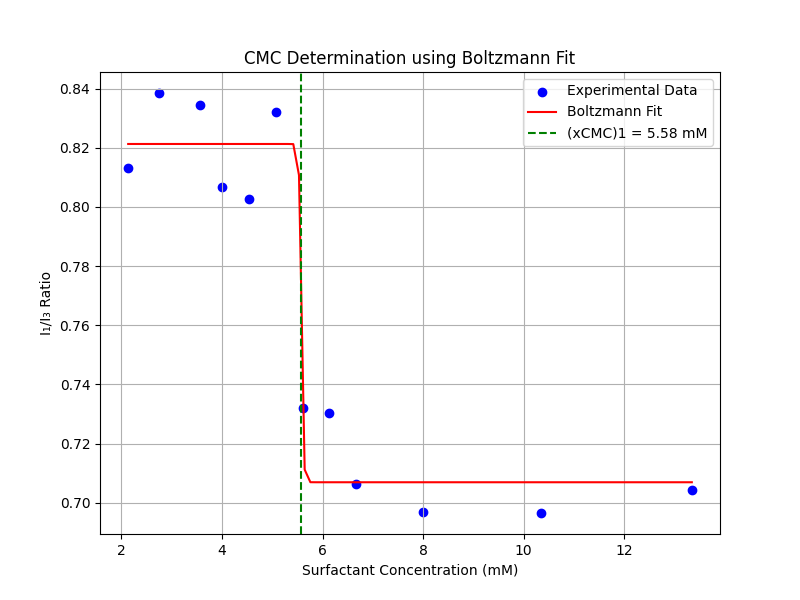 CMC Determination using Boltzmann Fit
Experimental Data
Boltzmann Fit
(xCMC)1 = 5.58 mM
I₁/I₃ Ratio
0.84
0.82
0.80
0.78
0.76
0.74
0.72
0.70
2 4 6 8 10 12
Surfactant Concentration (mM)